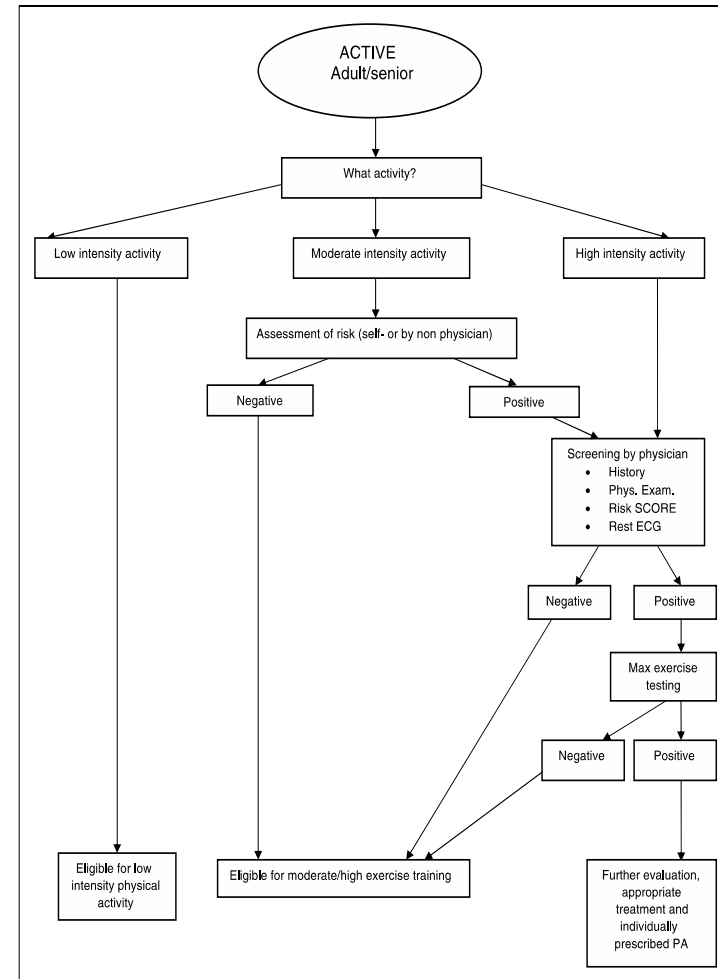 ACTIVE
Adult/senior
What activity?
Low intensity activity
Moderate intensity activity
High intensity activity
Assessment of risk (self- or by non physician)
Negative
Positive
Screening by physician
• History
• Phys. Exam.
• Risk SCORE
• Rest ECG
Negative
Positive
Max exercise
testing
Negative
Positive
Eligible for low
intensity physical
activity
Eligible for moderate/high exercise training
Further evaluation,
appropriate
treatment and
individually
prescribed PA